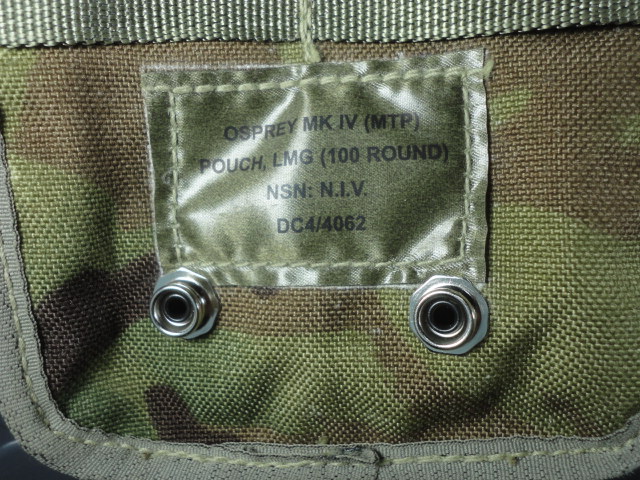 OSPREY MK IV (MTP)
POUCH, LMG (100 ROUND)
NSN: N.I.V.
DC4/4062